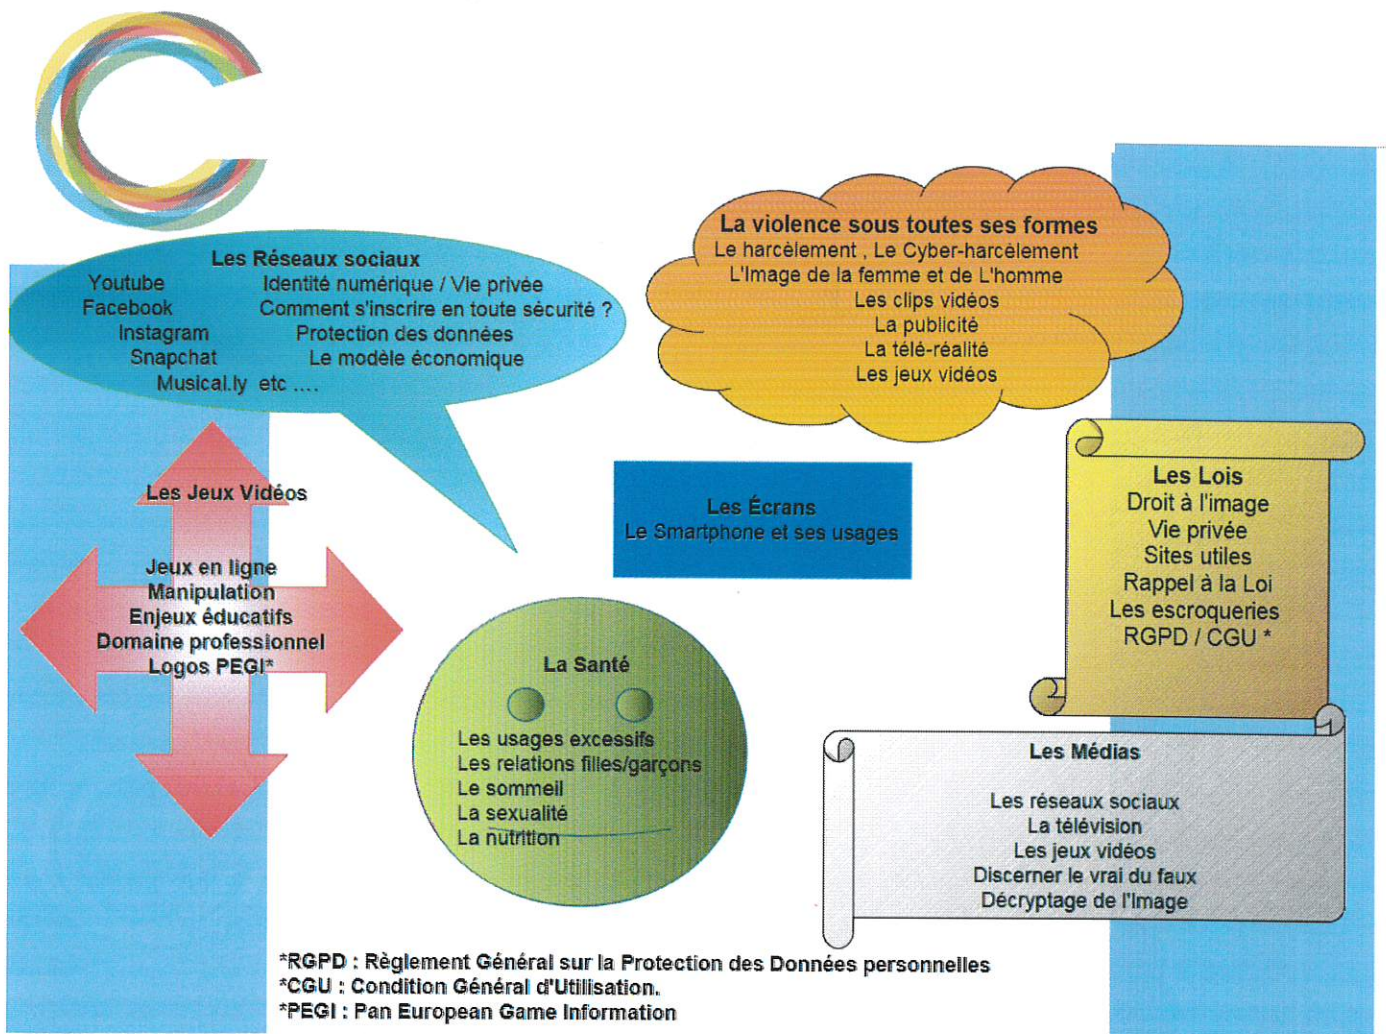 Les Réseaux sociaux
Youtube Identité numérique / Vie privée
Facebook Comment s'inscrire en toute sécurité ?
Instagram Protection des données
Snapchat Le modèle économique
Musical.ly etc ....
La violence sous toutes ses formes
Le harcèlement , Le Cyber-harcèlement
L'Image de la femme et de L'homme
Les clips vidéos
La publicité
La télé-réalité
Les jeux vidéos
Les Jeux Vidéos
Jeux en ligne
Manipulation
Enjeux éducatifs
Domaine professionnel
Logos PEGI*
Les Écrans
Le Smartphone et ses usages
Les Lois
Droit à l'image
Vie privée
Sites utiles
Rappel à la Loi
Les escroqueries
RGPD / CGU *
La Santé
Les usages excessifs
Les relations filles/garçons
Le sommeil
La sexualité
La nutrition
Les Médias
Les réseaux sociaux
La télévision
Les jeux vidéos
Discerner le vrai du faux
Décryptage de l'Image
*RGPD : Règlement Général sur la Protection des Données personnelles
*CGU : Condition Général d'Utilisation.
*PEGI : Pan European Game Information